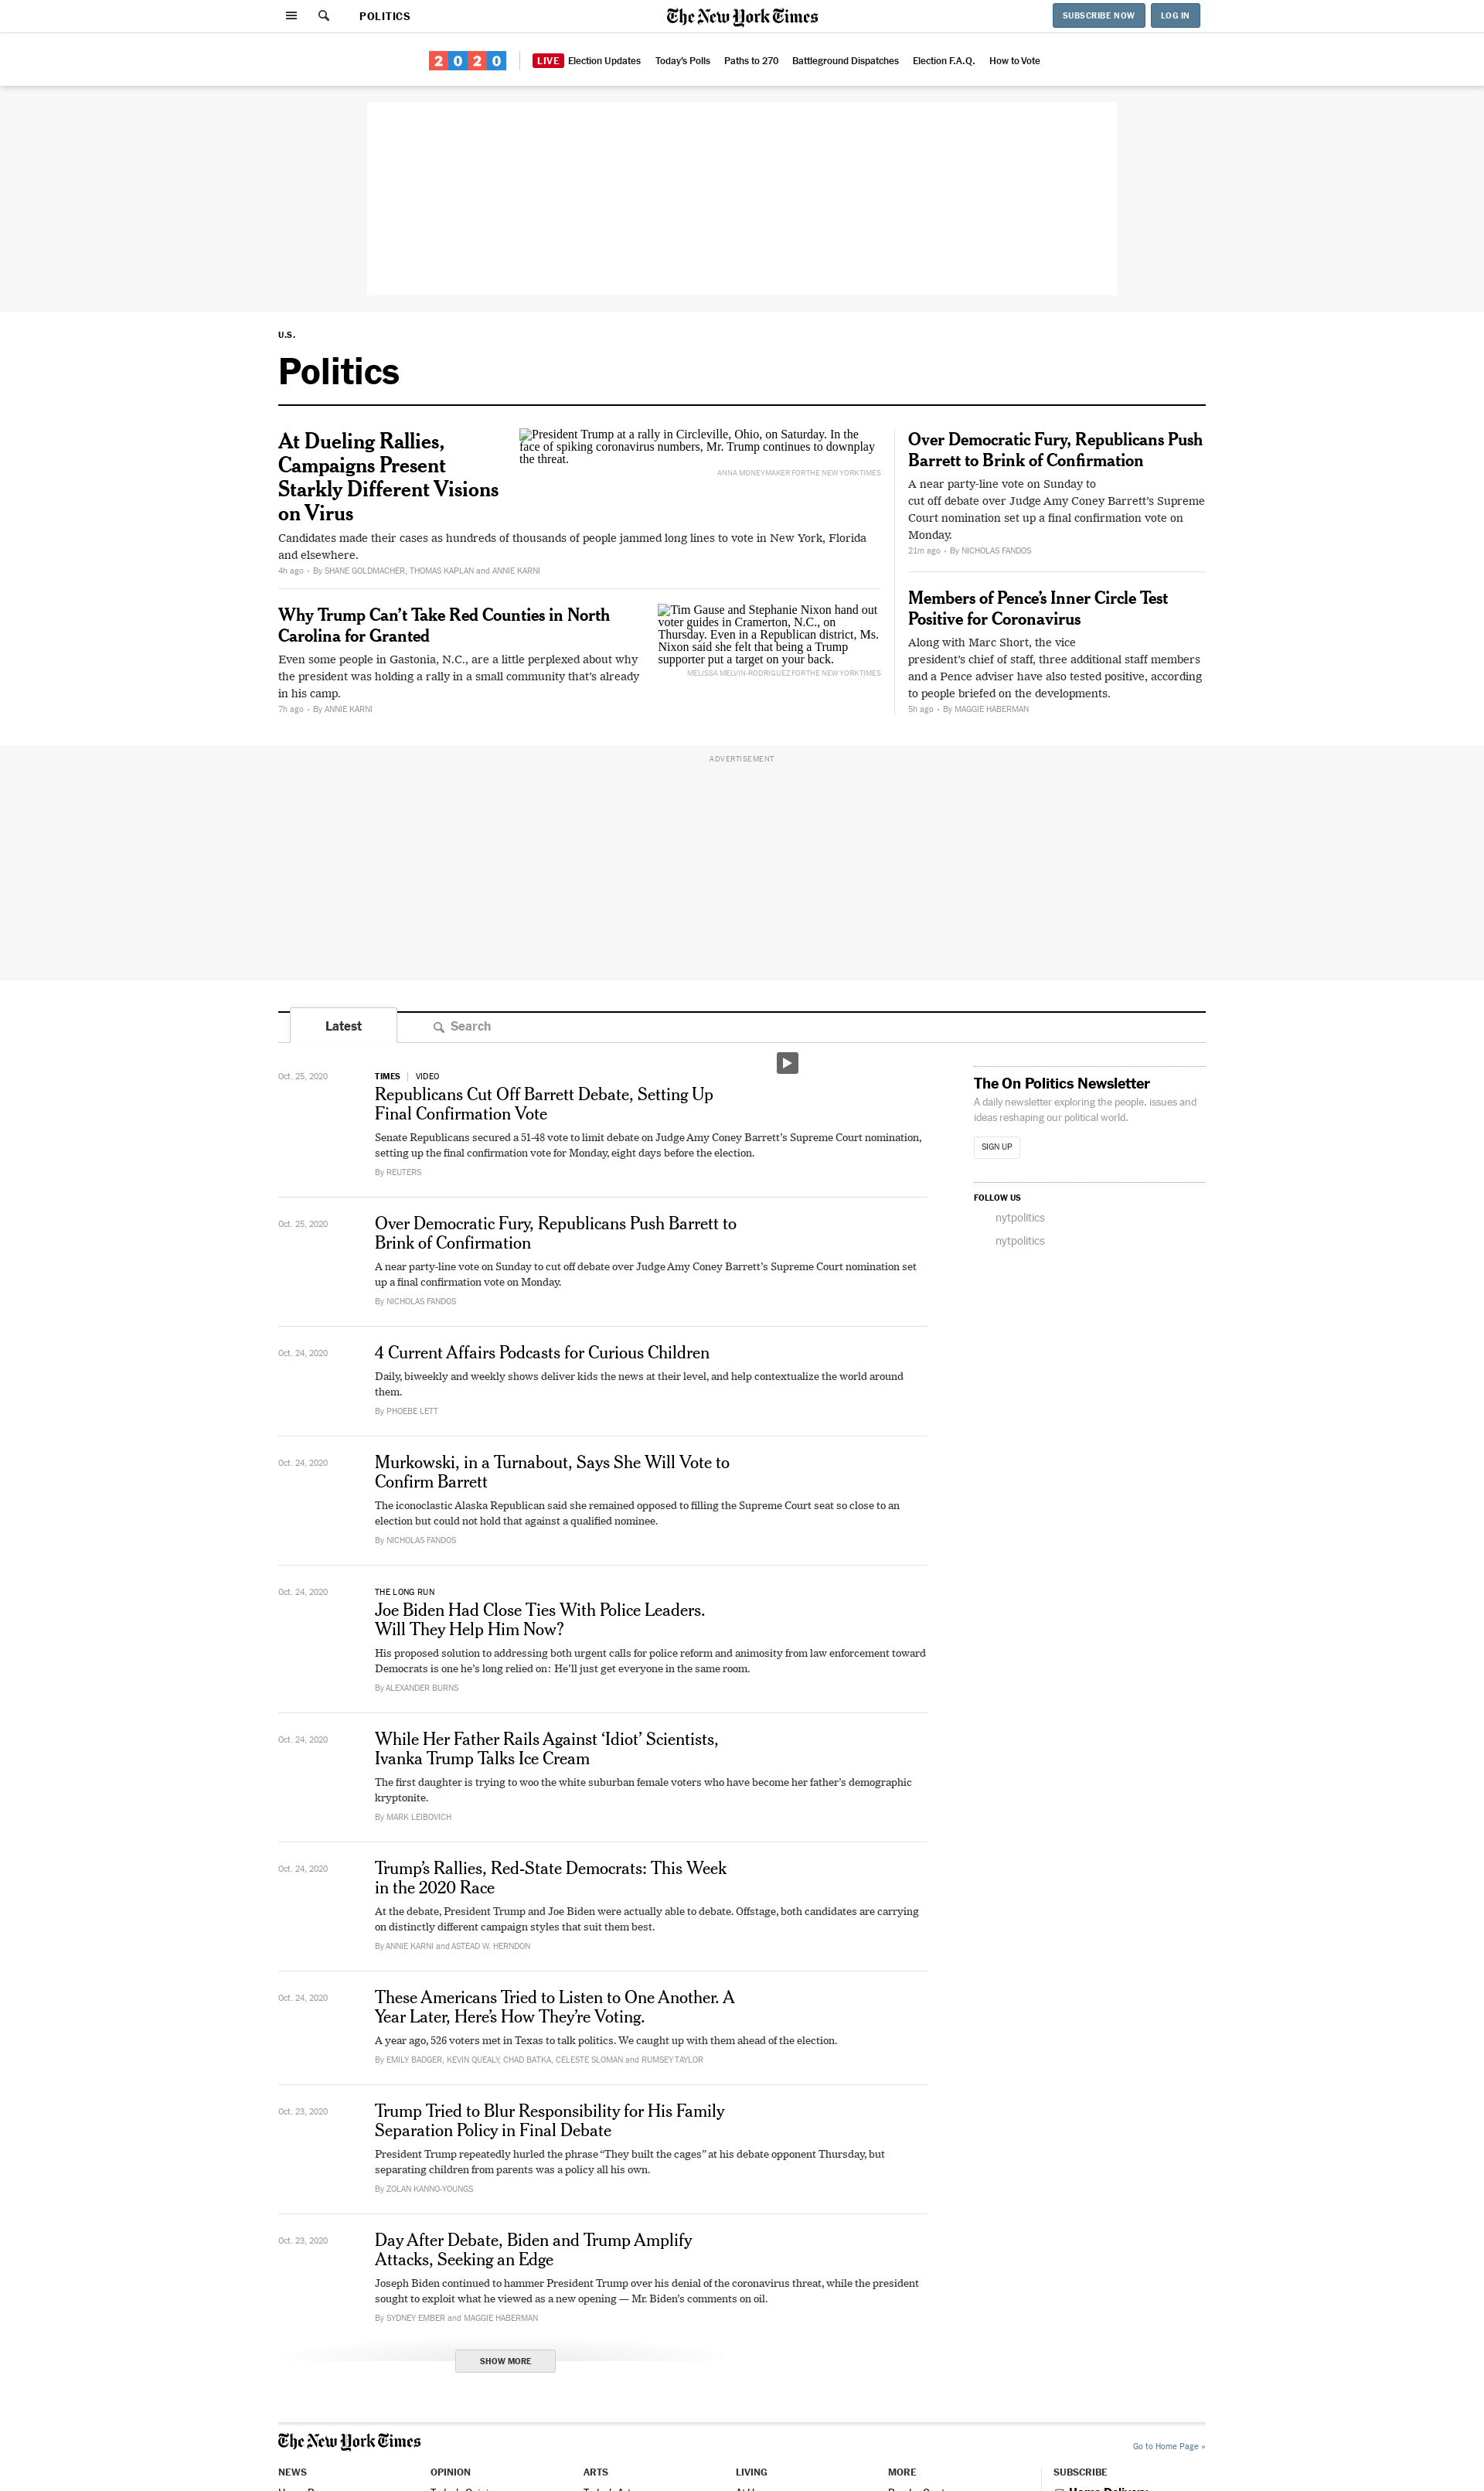 POLITICS
The New York Times
SUBSCRIBE NOW
LOG IN
2020
LIVE Election Updates
Today's Polls
Paths to 270
Battleground Dispatches
Election F.A.Q.
How to Vote
U.S.
Politics
At Dueling Rallies,
Campaigns Present
Starkly Different Visions
on Virus
President Trump at a rally in Circleville, Ohio, on Saturday. In the
face of spiking coronavirus numbers, Mr. Trump continues to downplay
the threat.
ANNA MONEYMAKER FOR THE NEW YORK TIMES
Candidates made their cases as hundreds of thousands of people jammed long lines to vote in New York, Florida
and elsewhere.
4h ago • By SHANE GOLDMACHER, THOMAS KAPLAN and ANNIE KARNI
Why Trump Can’t Take Red Counties in North
Carolina for Granted
Even some people in Gastonia, N.C., are a little perplexed about why
the president was holding a rally in a small community that’s already
in his camp.
7h ago • By ANNIE KARNI
Tim Gause and Stephanie Nixon hand out
voter guides in Cramerton, N.C., on
Thursday. Even in a Republican district, Ms.
Nixon said she felt that being a Trump
supporter put a target on your back.
MELISSA MELVIN-RODRIGUEZ FOR THE NEW YORK TIMES
Over Democratic Fury, Republicans Push
Barrett to Brink of Confirmation
A near party-line vote on Sunday to
cut off debate over Judge Amy Coney Barrett’s Supreme
Court nomination set up a final confirmation vote on
Monday.
21m ago • By NICHOLAS FANDOS
Members of Pence’s Inner Circle Test
Positive for Coronavirus
Along with Marc Short, the vice
president’s chief of staff, three additional staff members
and a Pence adviser have also tested positive, according
to people briefed on the developments.
5h ago • By MAGGIE HABERMAN
ADVERTISEMENT
Latest
Search
Oct. 25, 2020
TIMES | VIDEO
Republicans Cut Off Barrett Debate, Setting Up
Final Confirmation Vote
Senate Republicans secured a 51-48 vote to limit debate on Judge Amy Coney Barrett’s Supreme Court nomination,
setting up the final confirmation vote for Monday, eight days before the election.
By REUTERS
Oct. 25, 2020
Over Democratic Fury, Republicans Push Barrett to
Brink of Confirmation
A near party-line vote on Sunday to cut off debate over Judge Amy Coney Barrett’s Supreme Court nomination set
up a final confirmation vote on Monday.
By NICHOLAS FANDOS
Oct. 24, 2020
4 Current Affairs Podcasts for Curious Children
Daily, biweekly and weekly shows deliver kids the news at their level, and help contextualize the world around
them.
By PHOEBE LETT
Oct. 24, 2020
Murkowski, in a Turnabout, Says She Will Vote to
Confirm Barrett
The iconoclastic Alaska Republican said she remained opposed to filling the Supreme Court seat so close to an
election but could not hold that against a qualified nominee.
By NICHOLAS FANDOS
Oct. 24, 2020
THE LONG RUN
Joe Biden Had Close Ties With Police Leaders.
Will They Help Him Now?
His proposed solution to addressing both urgent calls for police reform and animosity from law enforcement toward
Democrats is one he’s long relied on: He’ll just get everyone in the same room.
By ALEXANDER BURNS
Oct. 24, 2020
While Her Father Rails Against ‘Idiot’ Scientists,
Ivanka Trump Talks Ice Cream
The first daughter is trying to woo the white suburban female voters who have become her father’s demographic
kryptonite.
By MARK LEIBOVICH
Oct. 24, 2020
Trump’s Rallies, Red-State Democrats: This Week
in the 2020 Race
At the debate, President Trump and Joe Biden were actually able to debate. Offstage, both candidates are carrying
on distinctly different campaign styles that suit them best.
By ANNIE KARNI and ASTEAD W. HERNDON
Oct. 24, 2020
These Americans Tried to Listen to One Another. A
Year Later, Here’s How They’re Voting.
A year ago, 526 voters met in Texas to talk politics. We caught up with them ahead of the election.
By EMILY BADGER, KEVIN QUEALY, CHAD BATKA, CELESTE SLOMAN and RUMSEY TAYLOR
Oct. 23, 2020
Trump Tried to Blur Responsibility for His Family
Separation Policy in Final Debate
President Trump repeatedly hurled the phrase “They built the cages” at his debate opponent Thursday, but
separating children from parents was a policy all his own.
By ZOLAN KANNO-YOUNGS
Oct. 23, 2020
Day After Debate, Biden and Trump Amplify
Attacks, Seeking an Edge
Joseph Biden continued to hammer President Trump over his denial of the coronavirus threat, while the president
sought to exploit what he viewed as a new opening — Mr. Biden’s comments on oil.
By SYDNEY EMBER and MAGGIE HABERMAN
SHOW MORE
The On Politics Newsletter
A daily newsletter exploring the people, issues and
ideas reshaping our political world.
SIGN UP
FOLLOW US
nytpolitics
nytpolitics
The New York Times
Go to Home Page »
NEWS
OPINION
ARTS
LIVING
MORE
SUBSCRIBE